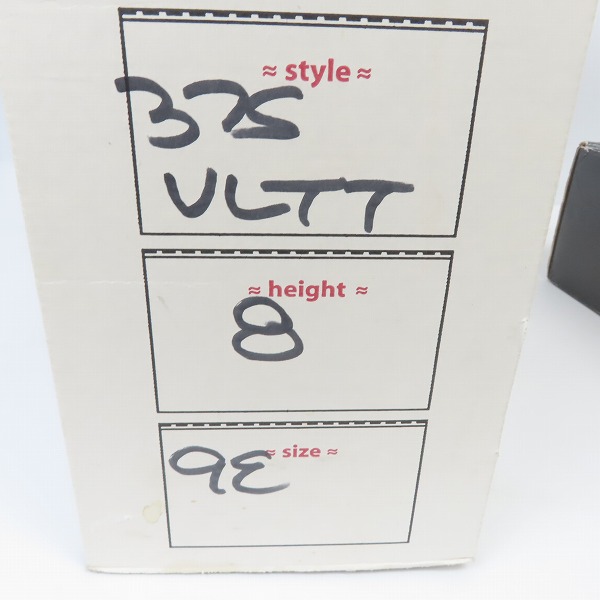 ≈ style ≈
375
VLTT
≈ height ≈
8
≈ size ≈
9E